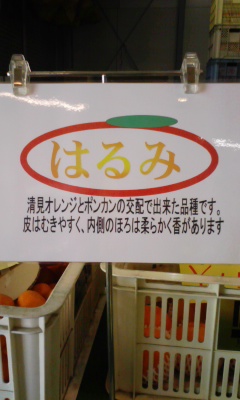 はるみ
清見オレンジとポンカンの交配で出来た品種です。
皮はむきやすく、内側のほろは柔らかく香があります